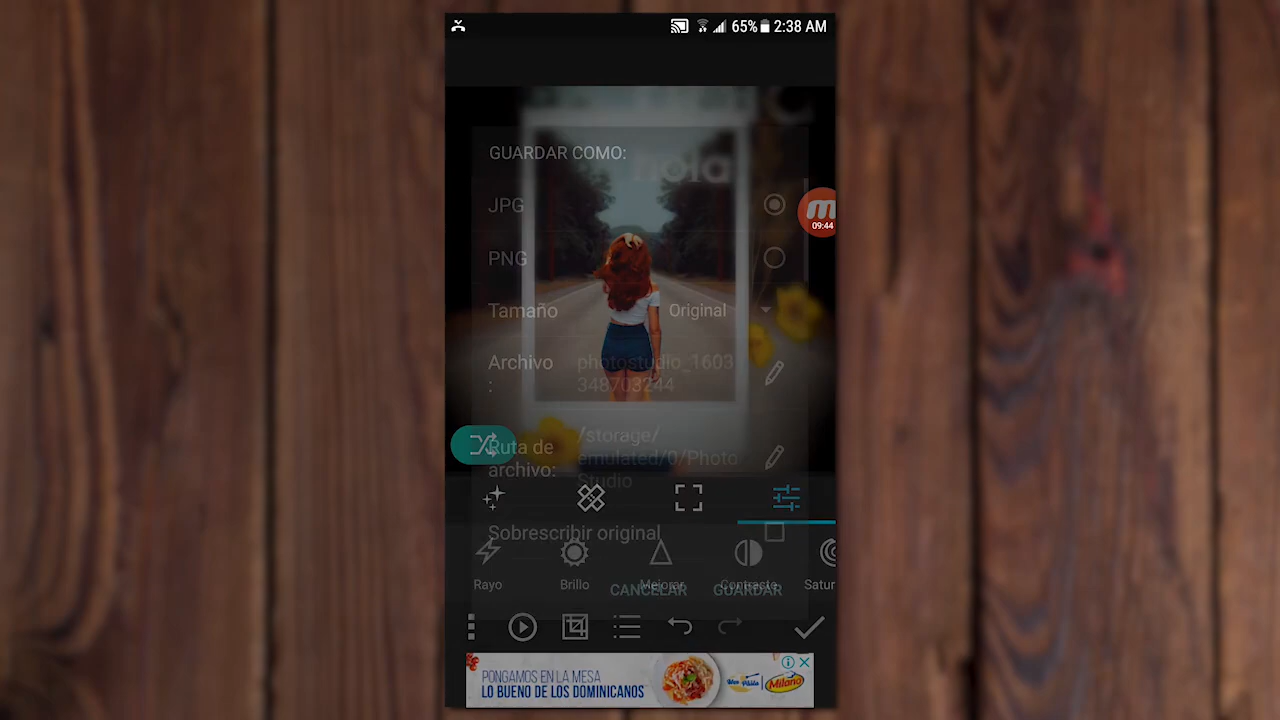 65% 2:38 AM
hola
GUARDAR COMO:
JPG
09:44
PNG
Tamaño Original
Archivo
:
photostudio_1603
348703244
Ruta de
archivo:
/storage/
emulated/0/Photo
Studio
Sobrescribir original
Rayo Brillo Mejorar Contraste Satur
CANCELAR GUARDAR
PONGAMOS EN LA MESA
LO BUENO DE LOS DOMINICANOS
Milano